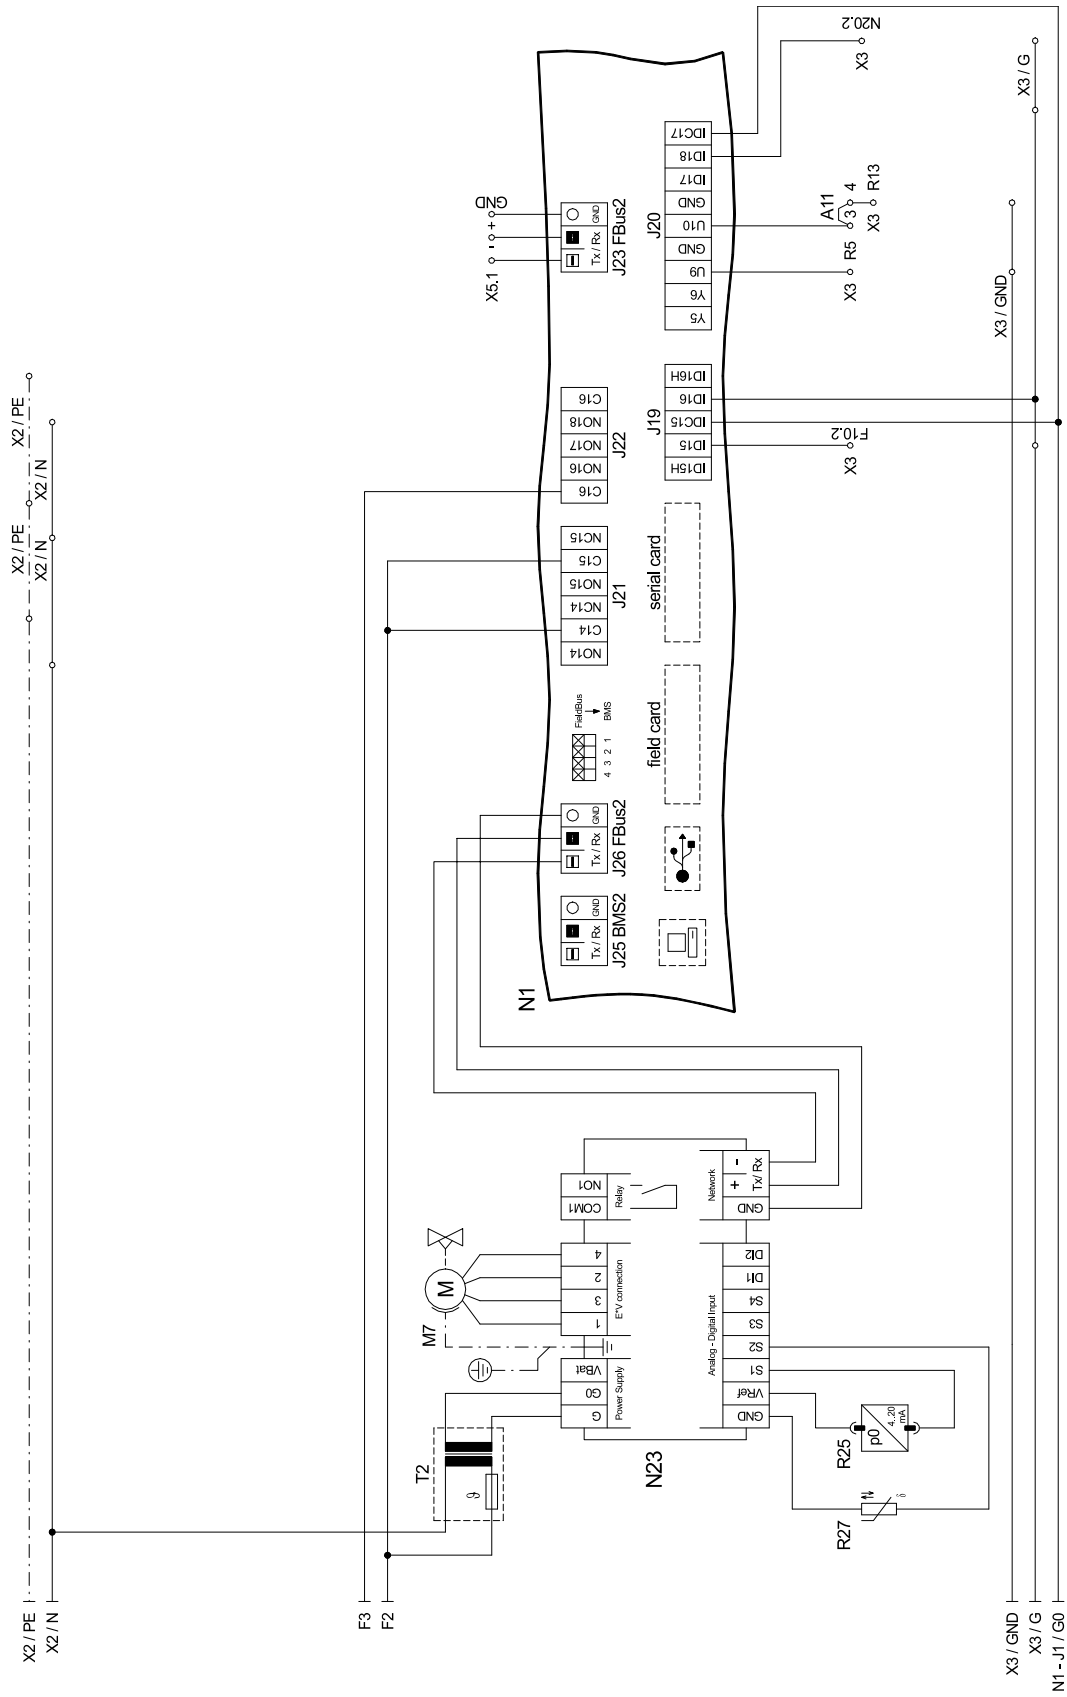 X2 / PE
X2 / N
X2 / PE
X2 / N
X2 / PE
X2 / N
F3
F2
T2
ϑ
M7
M
N23
G
G0
VBat
Power Supply
1
3
2
4
E*V connection
COM1
NO1
Relay
GND
VRef
S1
S2
S3
S4
DI1
DI2
Analog - Digital Input
GND
+
-
Tx/ Rx
Network
R25
p0
4..20
mA
R27
ϑ
N1
Tx / Rx
GND
J25 BMS2
Tx / Rx
GND
J26 FBus2
4 3 2 1
FieldBus
BMS
NO14
C14
NC14
NO15
C15
NC15
J21
C16
NO16
NO17
NO18
C16
J22
X5.1
-
+
GND
Tx / Rx
GND
J23 FBus2
field card
serial card
J19
ID15H
ID15
IDC15
ID16
ID16H
J20
Y5
Y6
U9
GND
U10
GND
ID17
ID18
IDC17
X3
F10.2
X3
R5
A11
3 4
X3
R13
X3
N20.2
X3 / GND
X3 / G
X3 / GND
X3 / G
N1 - J1 / G0